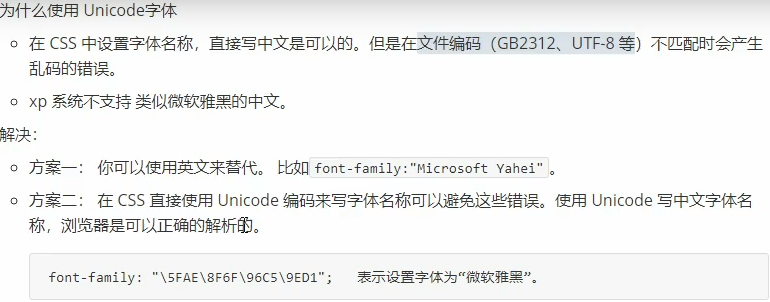 为什么使用 Unicode字体
在 CSS 中设置字体名称，直接写中文是可以的。但是在文件编码（GB2312、UTF-8 等）不匹配时会产生
乱码的错误。
xp 系统不支持 类似微软雅黑的中文。
解决：
方案一： 你可以使用英文来替代。 比如 font-family:"Microsoft Yahei" 。
方案二： 在 CSS 直接使用 Unicode 编码来写字体名称可以避免这些错误。使用 Unicode 写中文字体名
称，浏览器是可以正确的解析的。
font-family: "\5FAE\8F6F\96C5\9ED1";   表示设置字体为“微软雅黑”。